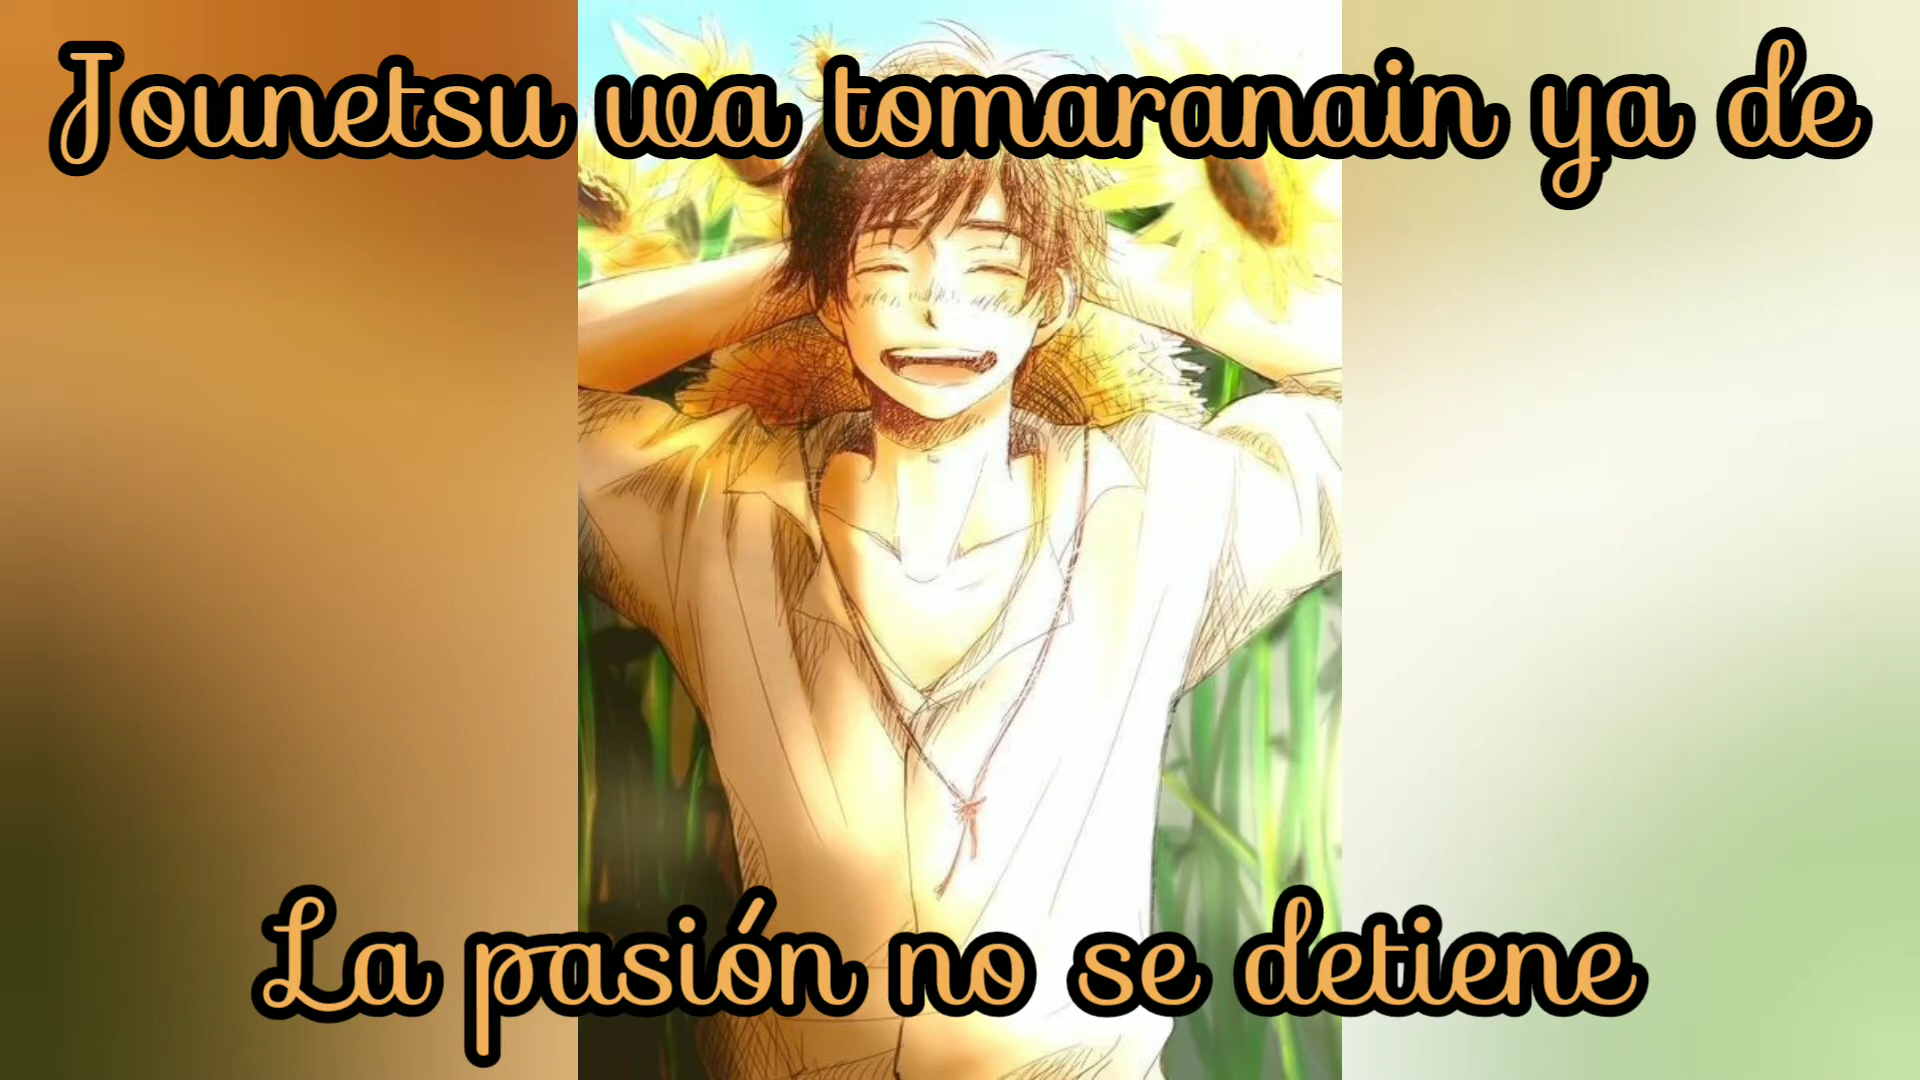 Jounetsu wa tomaranain ya de
La pasión no se detiene